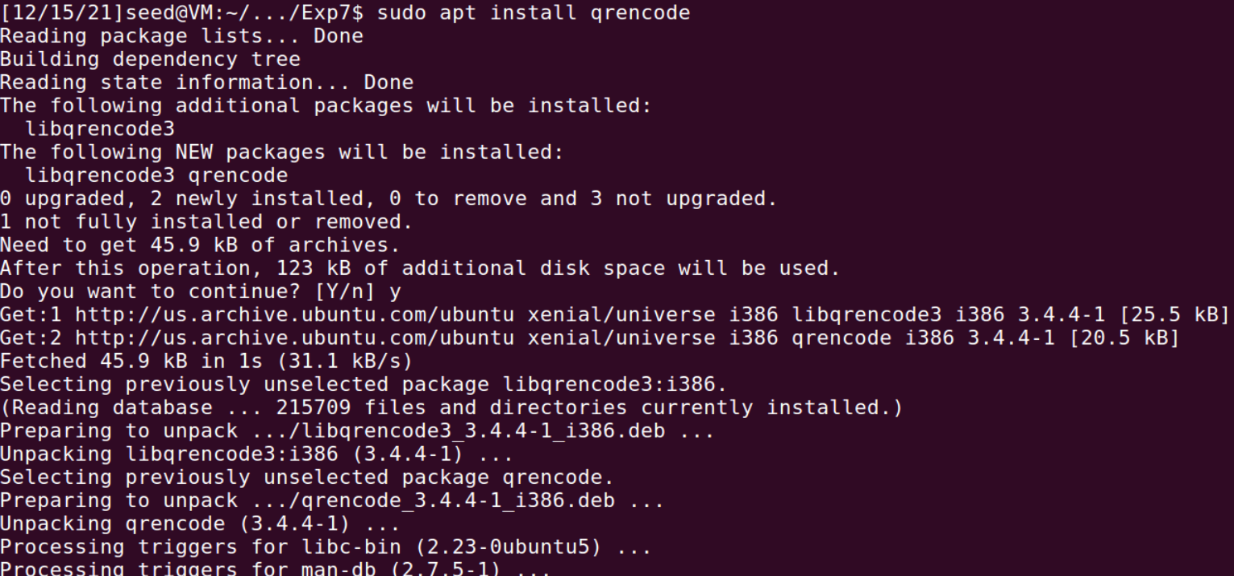 [12/15/21]seed@VM:~/.../Exp7$ sudo apt install qrencode
Reading package lists... Done
Building dependency tree
Reading state information... Done
The following additional packages will be installed:
  libqrencode3
The following NEW packages will be installed:
  libqrencode3 qrencode
0 upgraded, 2 newly installed, 0 to remove and 3 not upgraded.
1 not fully installed or removed.
Need to get 45.9 kB of archives.
After this operation, 123 kB of additional disk space will be used.
Do you want to continue? [Y/n] y
Get:1 http://us.archive.ubuntu.com/ubuntu xenial/universe i386 libqrencode3 i386 3.4.4-1 [25.5 kB]
Get:2 http://us.archive.ubuntu.com/ubuntu xenial/universe i386 qrencode i386 3.4.4-1 [20.5 kB]
Fetched 45.9 kB in 1s (31.1 kB/s)
Selecting previously unselected package libqrencode3:i386.
(Reading database ... 215709 files and directories currently installed.)
Preparing to unpack .../libqrencode3_3.4.4-1_i386.deb ...
Unpacking libqrencode3:i386 (3.4.4-1) ...
Selecting previously unselected package qrencode.
Preparing to unpack .../qrencode_3.4.4-1_i386.deb ...
Unpacking qrencode (3.4.4-1) ...
Processing triggers for libc-bin (2.23-0ubuntu5) ...
Processing triggers for man-db (2.7.5-1) ...